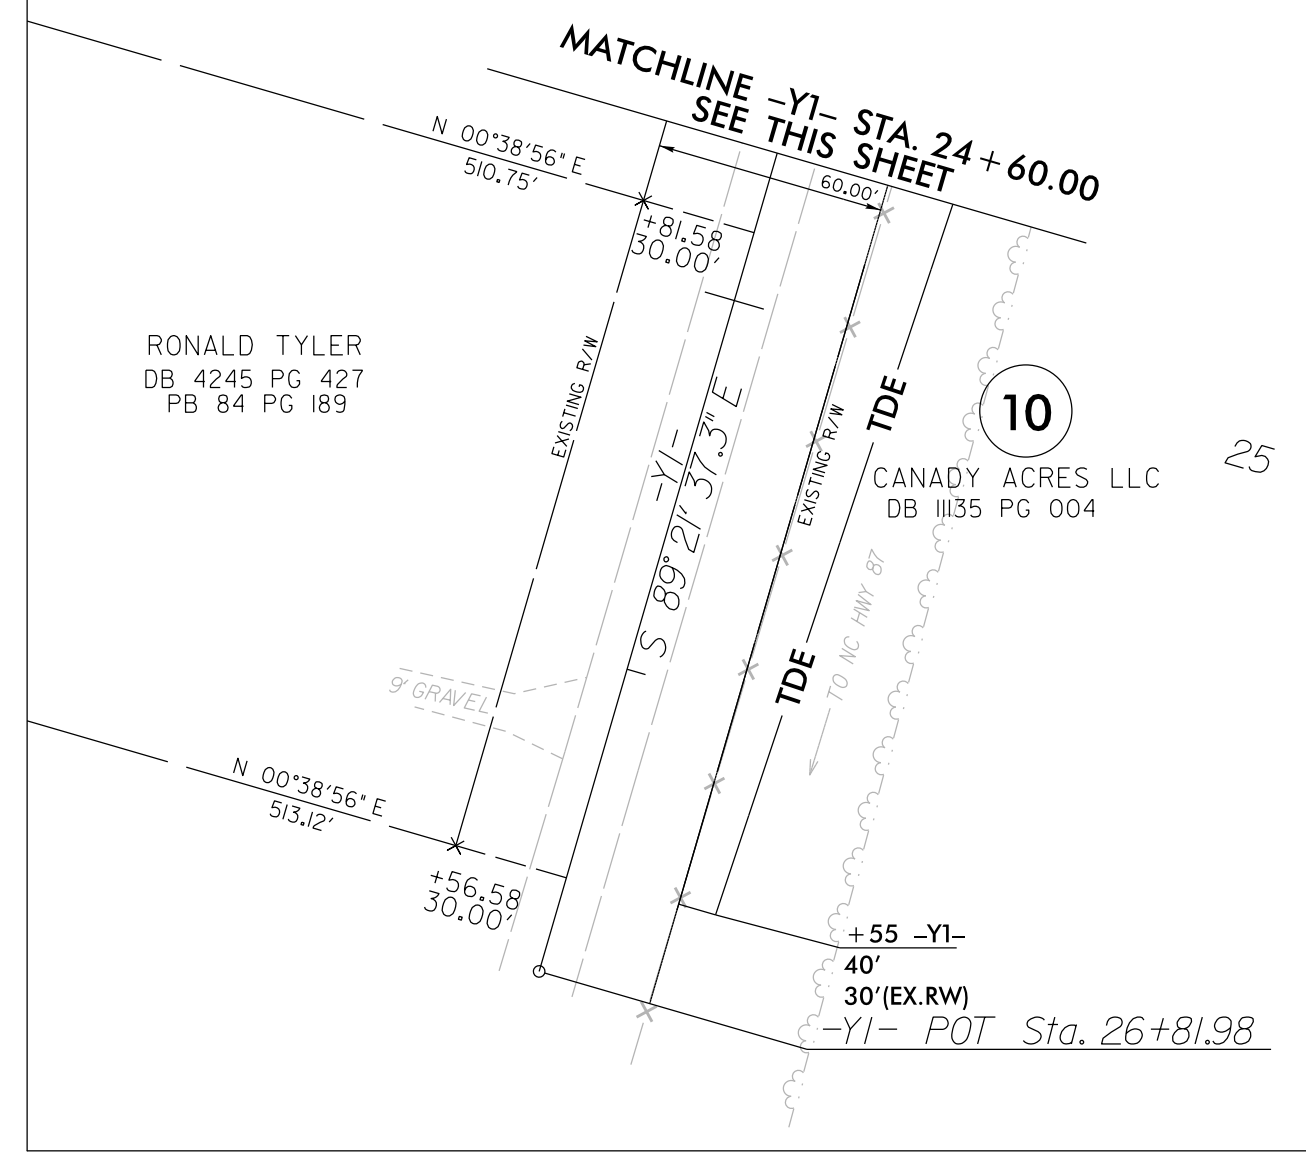 MATCHLINE -Y1- STA. 24+60.00
SEE THIS SHEET
N 00°38'56" E
510.75'
60.00'
+81.58
30.00'
RONALD TYLER
DB 4245 PG 427
PB 84 PG 189
EXISTING R/W
-Y1-
S 89°21'37.3" E
EXISTING R/W
TDE
10
CANADY ACRES LLC
DB 11135 PG 004
25
TO NC HWY 87
TDE
9' GRAVEL
N 00°38'56" E
513.12'
+56.58
30.00'
+55 -Y1-
40'
30'(EX.RW)
-Y1- POT Sta. 26+81.98